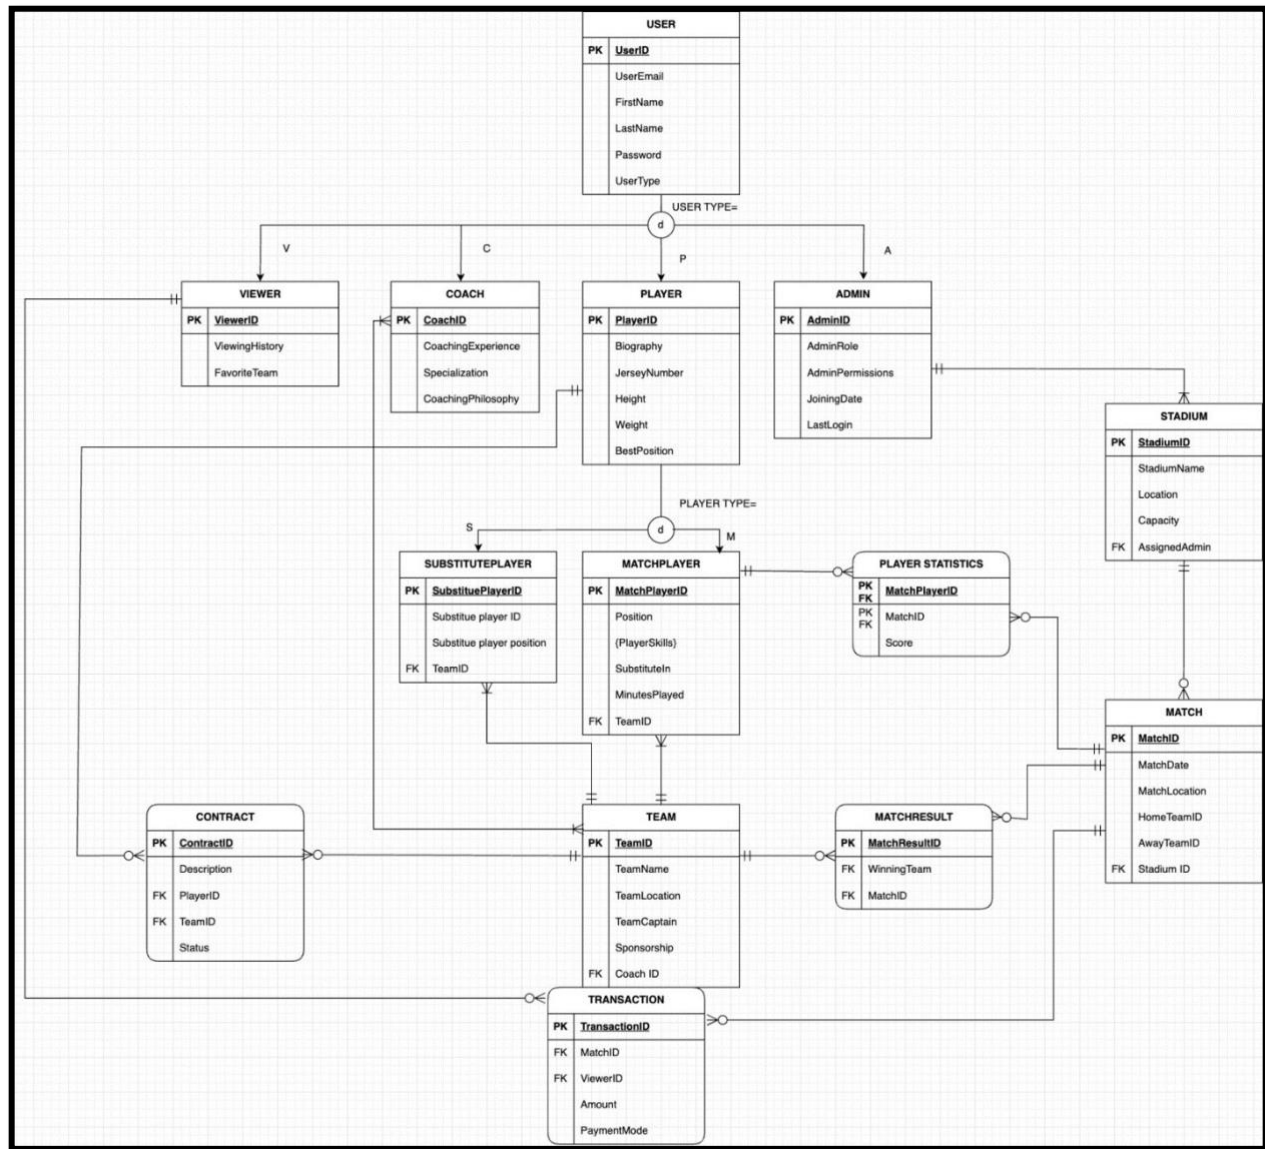 USER
PK UserID
UserEmail
FirstName
LastName
Password
UserType
USER TYPE=
d
V
C
P
A
VIEWER
PK ViewerID
ViewingHistory
FavoriteTeam
COACH
PK CoachID
CoachingExperience
Specialization
CoachingPhilosophy
PLAYER
PK PlayerID
Biography
JerseyNumber
Height
Weight
BestPosition
ADMIN
PK AdminID
AdminRole
AdminPermissions
JoiningDate
LastLogin
STADIUM
PK StadiumID
StadiumName
Location
Capacity
FK AssignedAdmin
PLAYER TYPE=
d
S
M
SUBSTITUTEPLAYER
PK SubstituePlayerID
Substitue player ID
Substitue player position
FK TeamID
MATCHPLAYER
PK MatchPlayerID
Position
(PlayerSkills)
SubstituteIn
MinutesPlayed
FK TeamID
PLAYER STATISTICS
PK
FK MatchPlayerID
PK
FK MatchID
Score
MATCH
PK MatchID
MatchDate
MatchLocation
HomeTeamID
AwayTeamID
FK Stadium ID
CONTRACT
PK ContractID
Description
FK PlayerID
FK TeamID
Status
TEAM
PK TeamID
TeamName
TeamLocation
TeamCaptain
Sponsorship
FK Coach ID
MATCHRESULT
PK MatchResultID
FK WinningTeam
FK MatchID
TRANSACTION
PK TransactionID
FK MatchID
FK ViewerID
Amount
PaymentMode